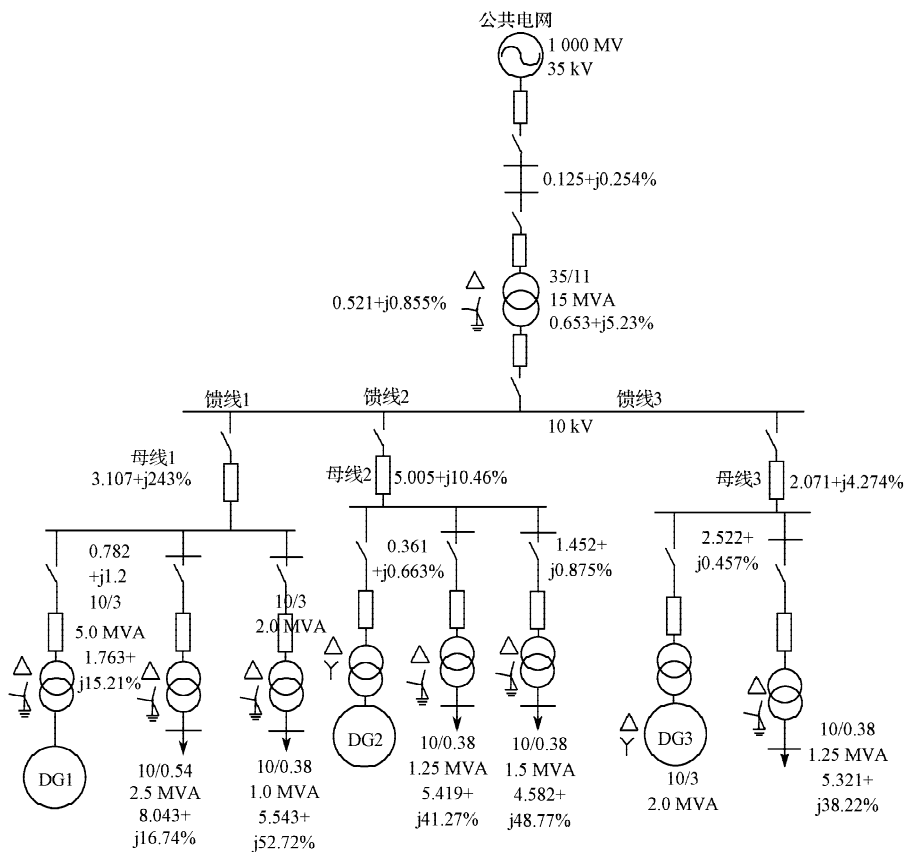 公共电网
1 000 MV
35 kV
0.125+j0.254%
35/11
15 MVA
0.653+j5.23%
0.521+j0.855%
馈线1
馈线2
馈线3
10 kV
母线1
3.107+j243%
母线2
5.005+j10.46%
母线3
2.071+j4.274%
0.782
+j1.2
10/3
5.0 MVA
1.763+
j15.21%
10/3
2.0 MVA
0.361
+j0.663%
1.452+
j0.875%
2.522+
j0.457%
DG1
10/0.54
2.5 MVA
8.043+
j16.74%
10/0.38
1.0 MVA
5.543+
j52.72%
DG2
10/0.38
1.25 MVA
5.419+
j41.27%
10/0.38
1.5 MVA
4.582+
j48.77%
DG3
10/3
2.0 MVA
10/0.38
1.25 MVA
5.321+
j38.22%